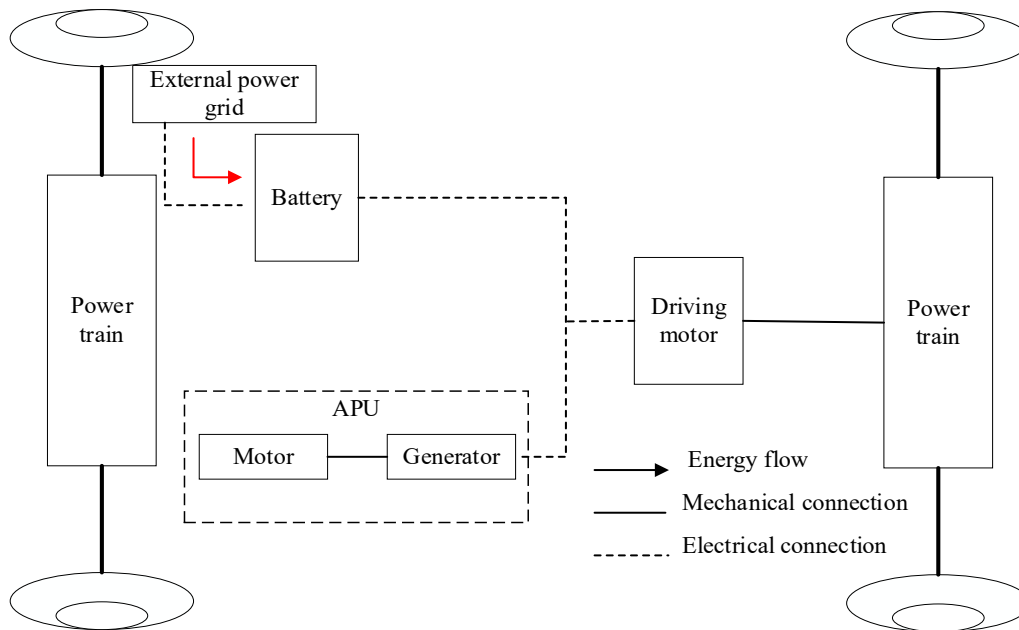 External power
grid
Battery
Power
train
Driving
motor
Power
train
APU
Motor
Generator
Energy flow
Mechanical connection
Electrical connection